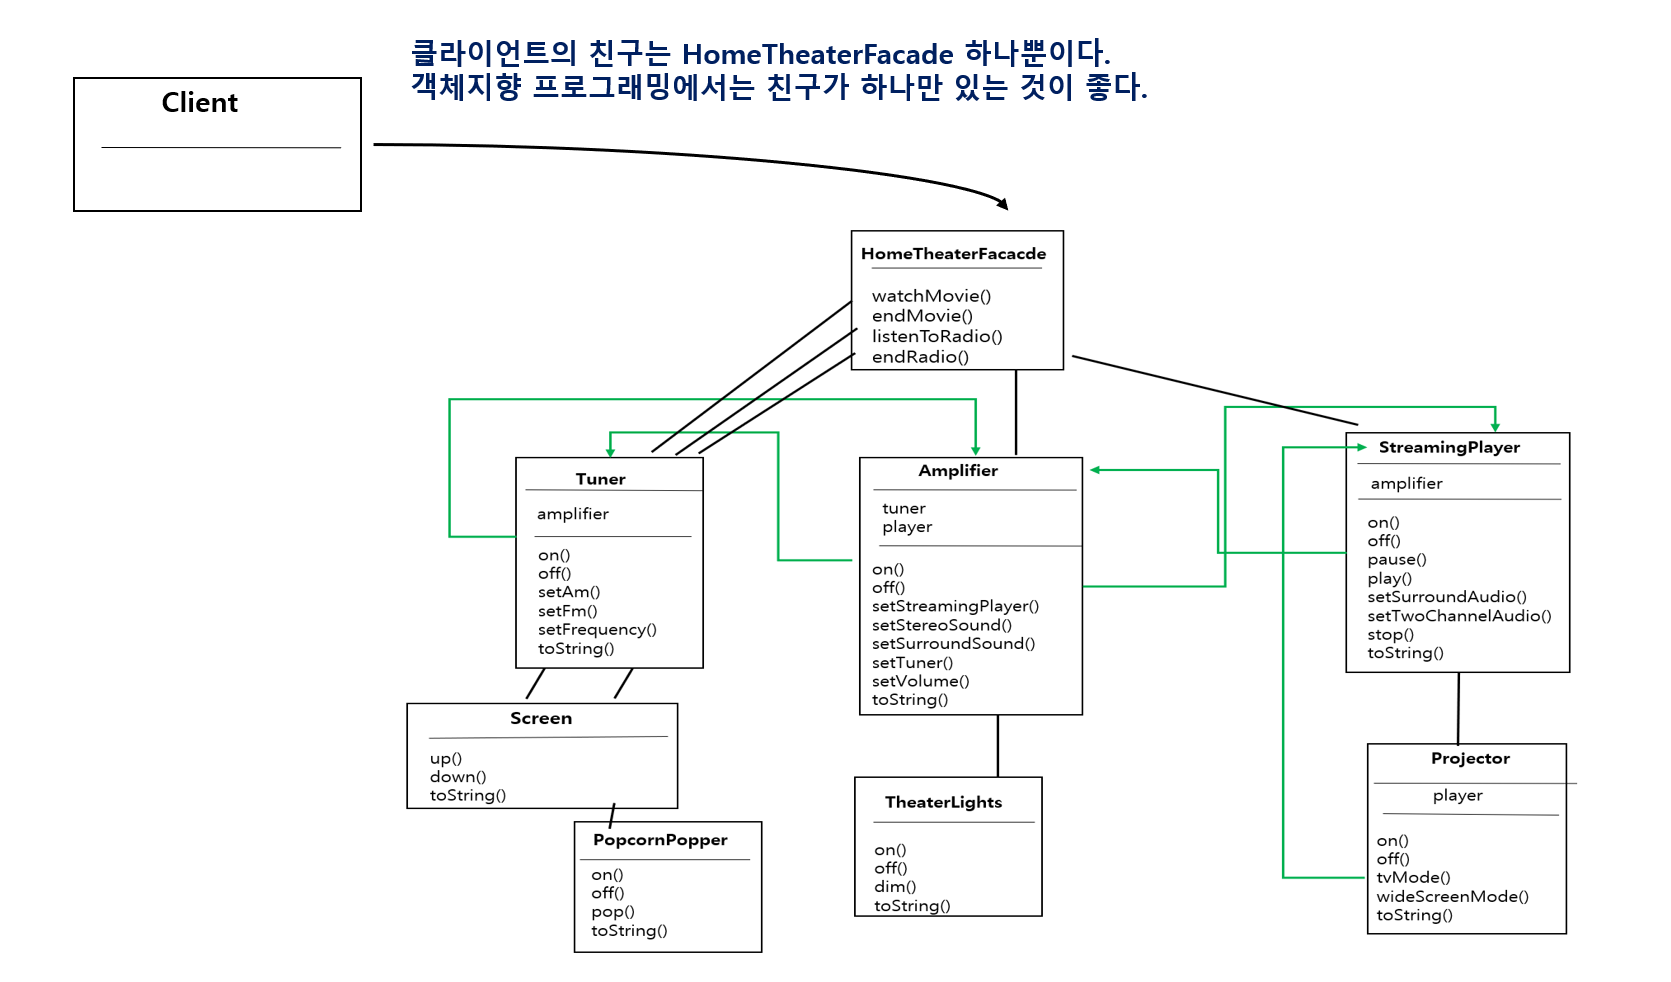 클라이언트의 친구는 HomeTheaterFacade 하나뿐이다.
객체지향 프로그래밍에서는 친구가 하나만 있는 것이 좋다.
Client
HomeTheaterFacacde
watchMovie()
endMovie()
listenToRadio()
endRadio()
Tuner
amplifier
on()
off()
setAm()
setFm()
setFrequency()
toString()
Amplifier
tuner
player
on()
off()
setStreamingPlayer()
setStereoSound()
setSurroundSound()
setTuner()
setVolume()
toString()
StreamingPlayer
amplifier
on()
off()
pause()
play()
setSurroundAudio()
setTwoChannelAudio()
stop()
toString()
Screen
up()
down()
toString()
PopcornPopper
on()
off()
pop()
toString()
TheaterLights
on()
off()
dim()
toString()
Projector
player
on()
off()
tvMode()
wideScreenMode()
toString()